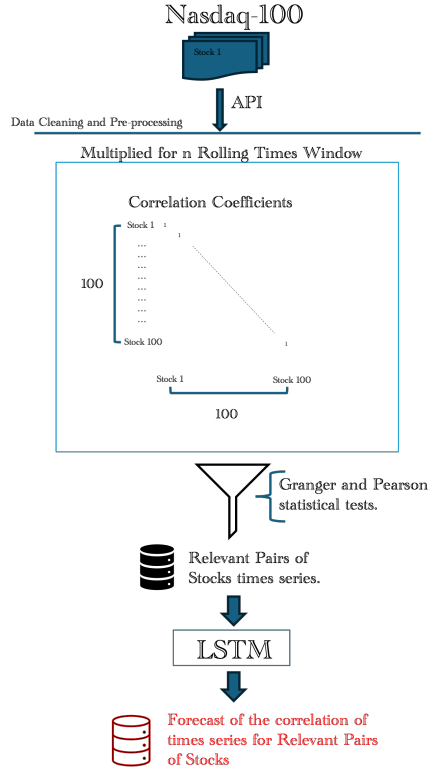 Nasdaq-100
Stock 1
API
Data Cleaning and Pre-processing
Multiplied for n Rolling Times Window
Correlation Coefficients
Stock 1 1
1
...
...
...
...
...
...
...
...
100
1
Stock 100
Stock 1 Stock 100
100
Granger and Pearson
statistical tests.
Relevant Pairs of
Stocks times series.
LSTM
Forecast of the correlation of
times series for Relevant Pairs
of Stocks